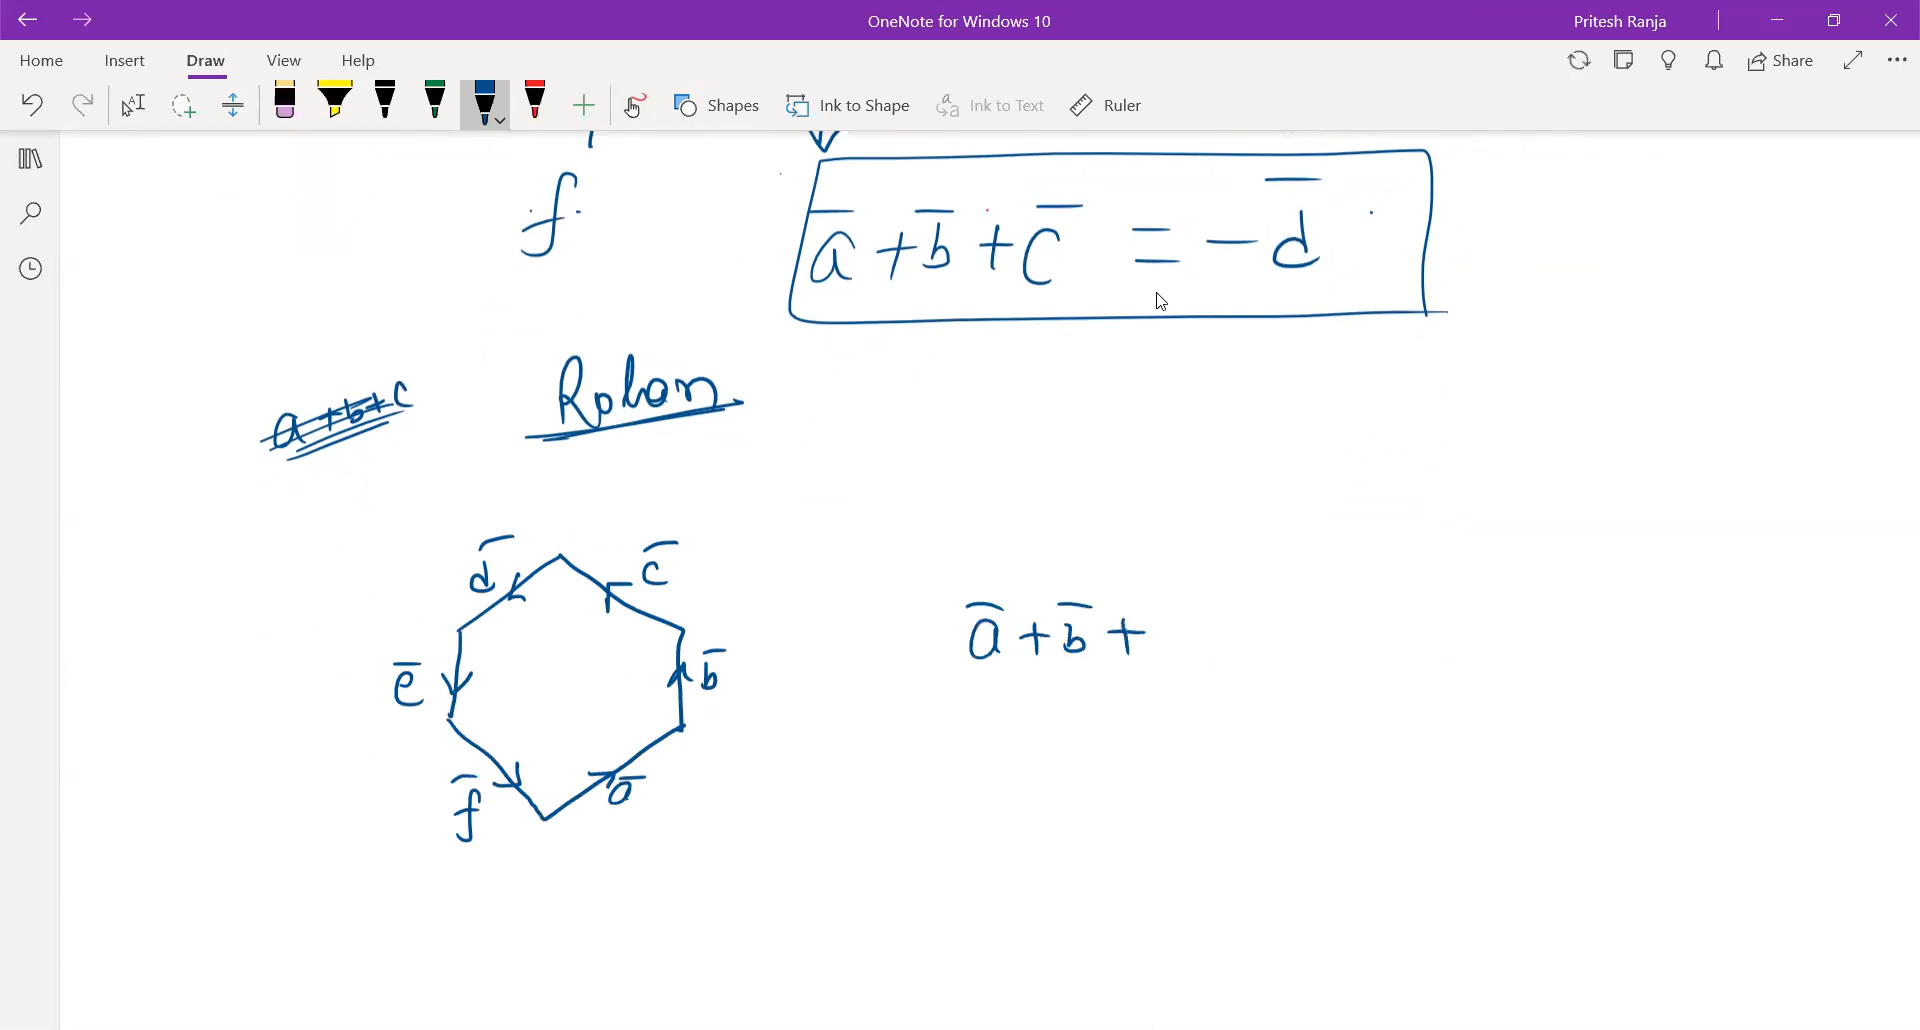 OneNote for Windows 10
Pritesh Ranja
Home Insert Draw View Help
Share
Shapes Ink to Shape Ink to Text Ruler
f
a̅ + b̅ + c̅ = - d̅
a + b + c
Rohan
d̅ c̅
e̅ b̅
f̅ a̅
a̅ + b̅ +